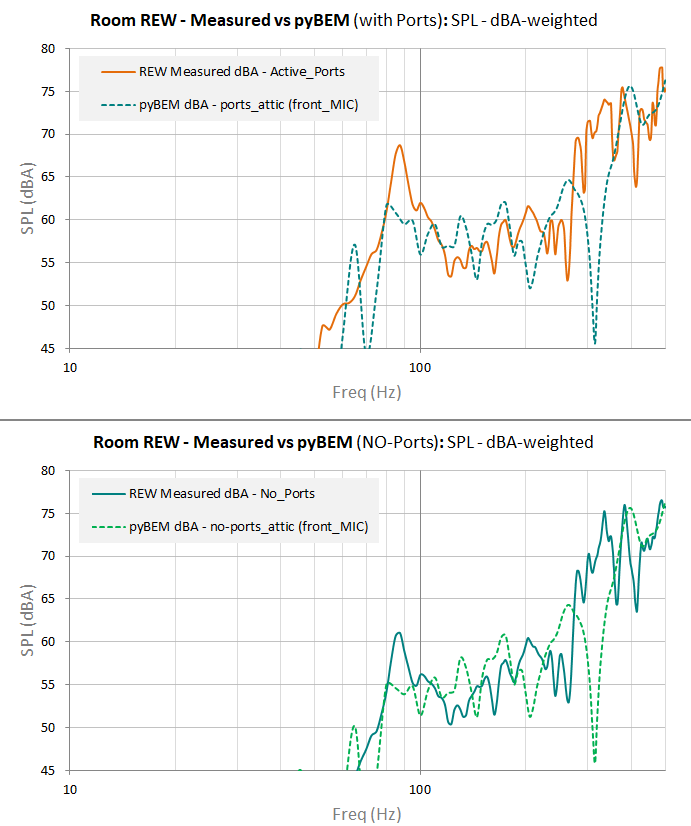 Room REW - Measured vs pyBEM (with Ports): SPL - dBA-weighted
80
75
70
65
60
55
50
45
SPL (dBA)
REW Measured dBA - Active_Ports
pyBEM dBA - ports_attic (front_MIC)
10
100
Freq (Hz)
Room REW - Measured vs pyBEM (NO-Ports): SPL - dBA-weighted
80
75
70
65
60
55
50
45
SPL (dBA)
REW Measured dBA - No_Ports
pyBEM dBA - no-ports_attic (front_MIC)
10
100
Freq (Hz)